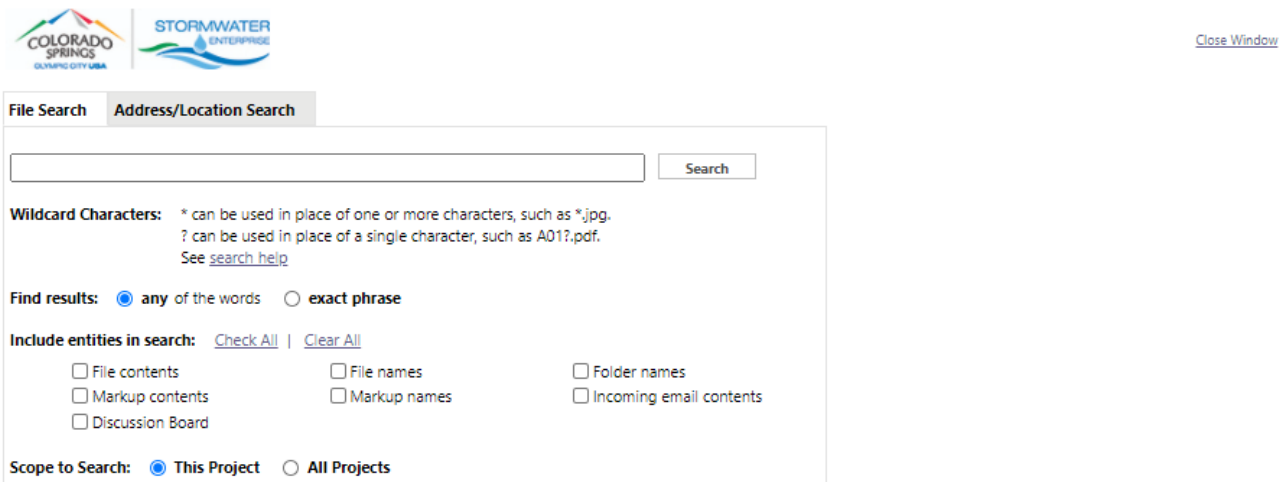 COLORADO
SPRINGS
OLYMPIC CITY USA
STORMWATER
ENTERPRISE
Close Window
File Search Address/Location Search
Search
Wildcard Characters: * can be used in place of one or more characters, such as *.jpg.
? can be used in place of a single character, such as A01?.pdf.
See search help
Find results: any of the words exact phrase
Include entities in search: Check All | Clear All
File contents File names Folder names
Markup contents Markup names Incoming email contents
Discussion Board
Scope to Search: This Project All Projects